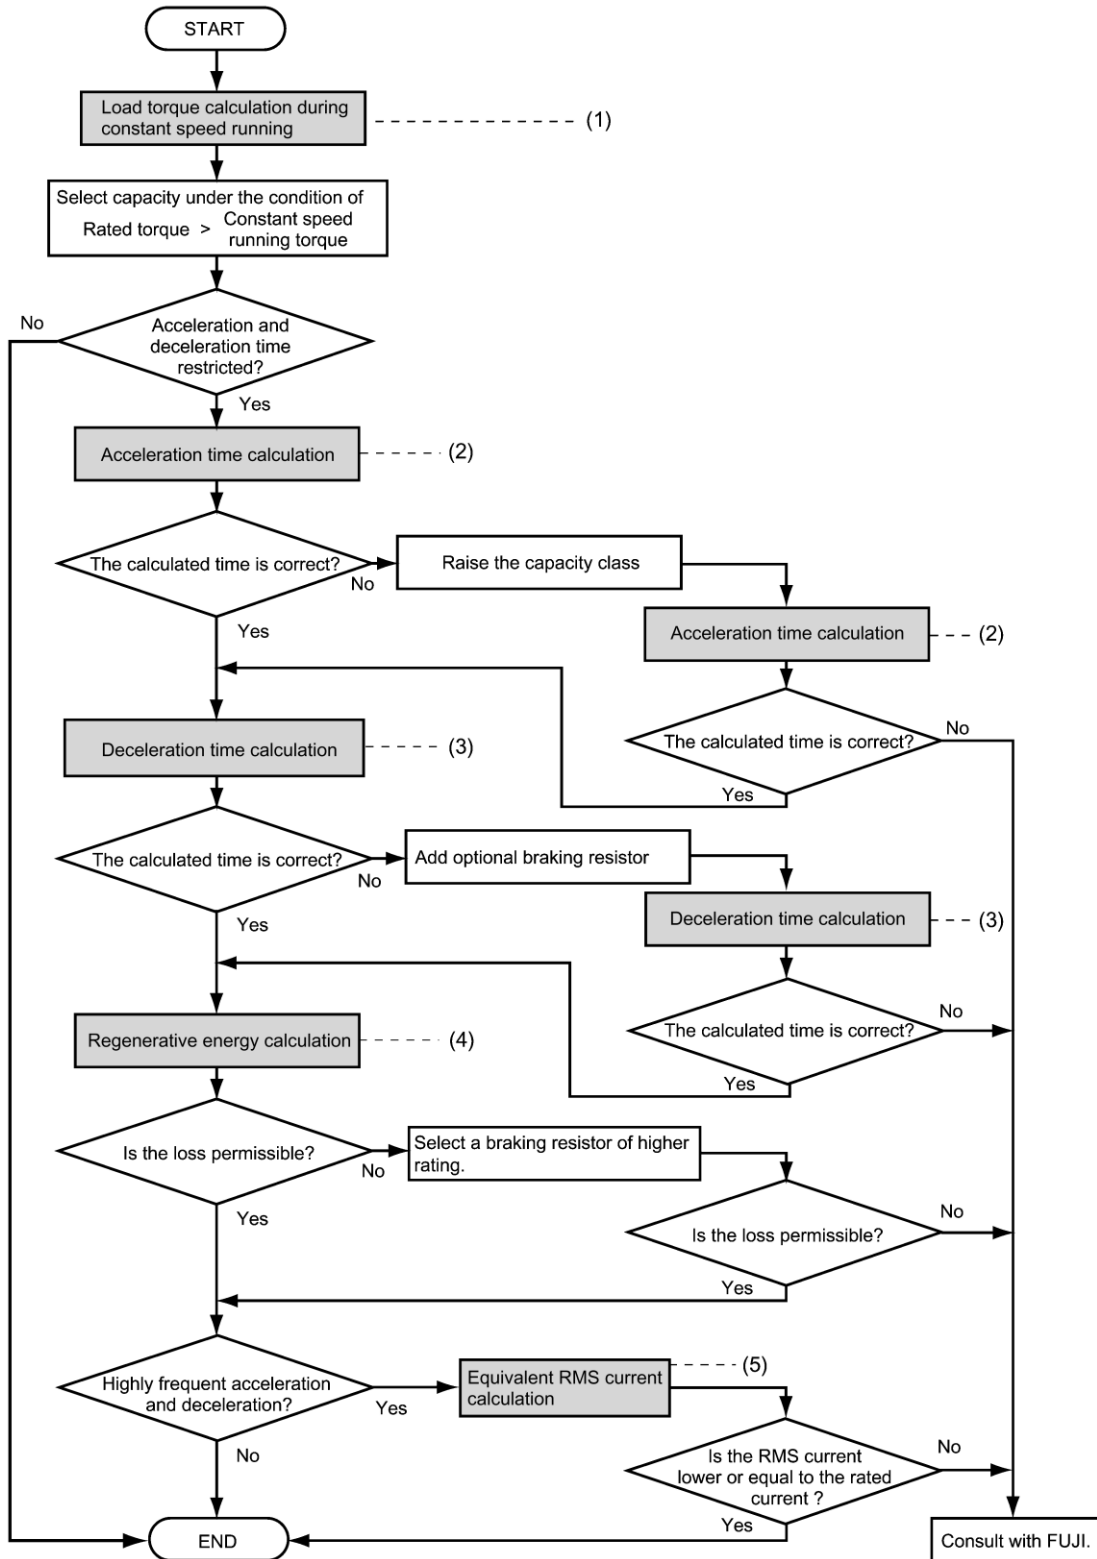 START
Load torque calculation during
constant speed running
(1)
Select capacity under the condition of
Rated torque > Constant speed
running torque
No
Acceleration and
deceleration time
restricted?
Yes
Acceleration time calculation
(2)
The calculated time is correct?
No
Raise the capacity class
Yes
Acceleration time calculation
(2)
The calculated time is correct?
No
Yes
Deceleration time calculation
(3)
The calculated time is correct?
No
Add optional braking resistor
Yes
Deceleration time calculation
(3)
The calculated time is correct?
No
Yes
Regenerative energy calculation
(4)
Is the loss permissible?
No
Select a braking resistor of higher
rating.
Yes
Is the loss permissible?
No
Yes
Highly frequent acceleration
and deceleration?
Yes
Equivalent RMS current
calculation
(5)
No
Is the RMS current
lower or equal to the rated
current ?
No
Yes
END
Consult with FUJI.